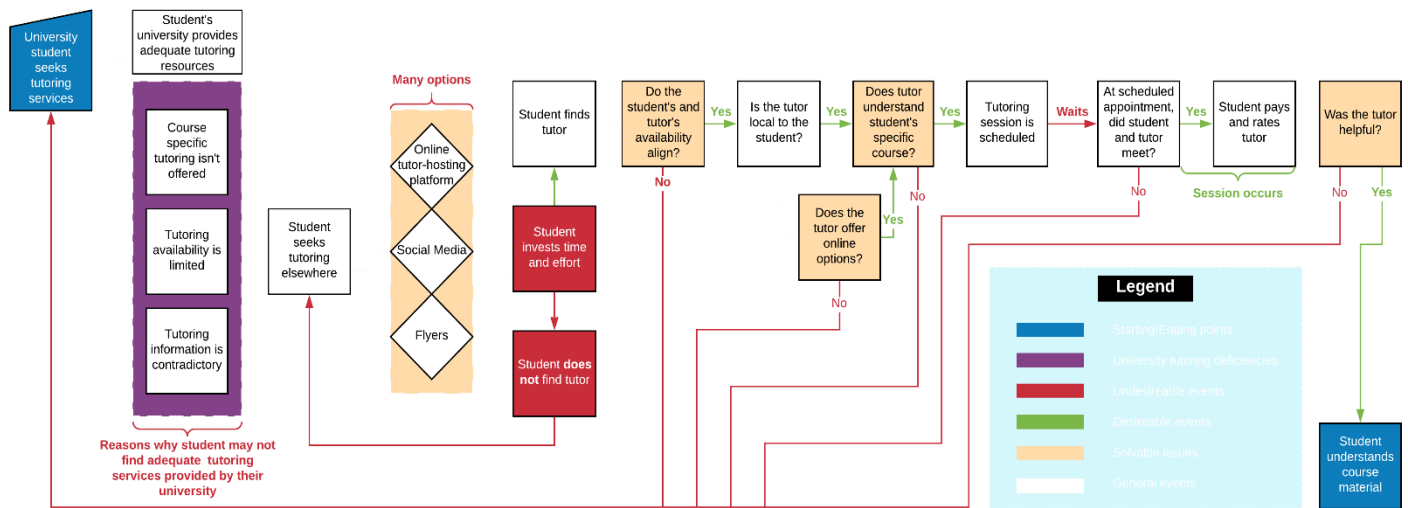 University
student
seeks
tutoring
services
Student's
university provides
adequate tutoring
resources
Course
specific
tutoring isn't
offered
Tutoring
availability is
limited
Tutoring
information is
contradictory
Reasons why student may not
find adequate tutoring
services provided by their
university
Student
seeks
tutoring
elsewhere
Many options
Online
tutor-hosting
platform
Social Media
Flyers
Student finds
tutor
Student
invests time
and effort
Student does
not find tutor
Do the
student's and
tutor's
availability
align?
Yes
No
Is the tutor
local to the
student?
Yes
Does tutor
understand
student's
specific
course?
Yes
No
Does the
tutor offer
online
options?
Yes
No
Tutoring
session is
scheduled
Waits
At scheduled
appointment,
did student
and tutor
meet?
Yes
No
Student pays
and rates
tutor
Session occurs
Was the tutor
helpful?
No
Yes
Student
understands
course
material
Legend
Starting/Ending points
University tutoring deficiencies
Undesireable events
Desireable events
Solvable issues
General events